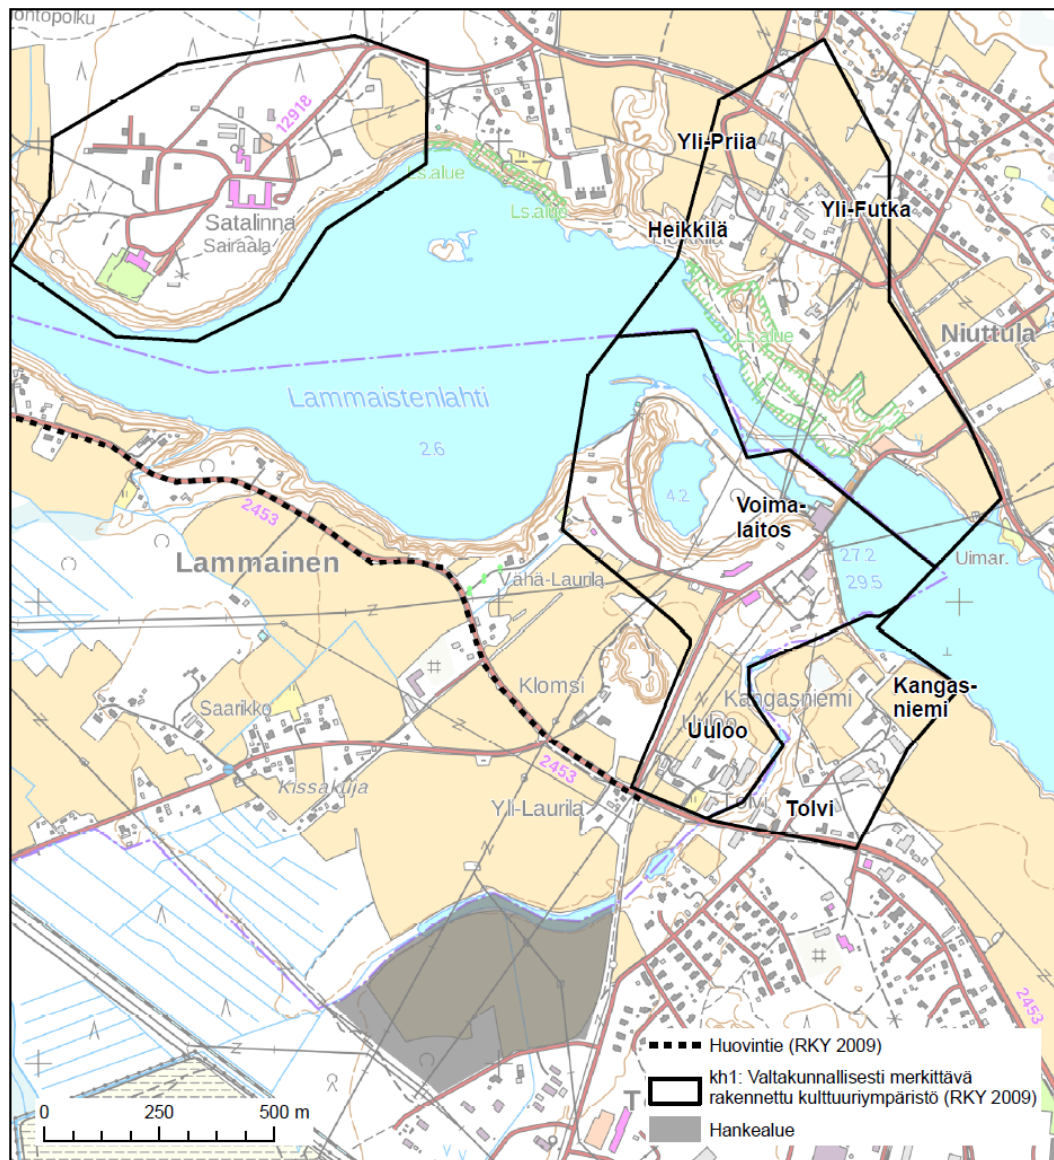 12918
Yli-Priia
Ls.alue
Satalinna
Sairaala
Ls.alue
Yli-Futka
Heikkilä
Niuttula
Ls.alue
Lammaistenlahti
2.6
4.2
Voima-
laitos
2453
Lammainen
27.2
29.5
Uimar.
Vähä-Laurila
Klomsi
Kangasniemi
Kangas-
niemi
Saarikko
Uuloo
2453
Kissakuja
Yli-Laurila
Tolvi
Tolvi
2453
Huovintie (RKY 2009)
kh1: Valtakunnallisesti merkittävä
rakennettu kulttuuriympäristö (RKY 2009)
Hankealue
0 250 500 m